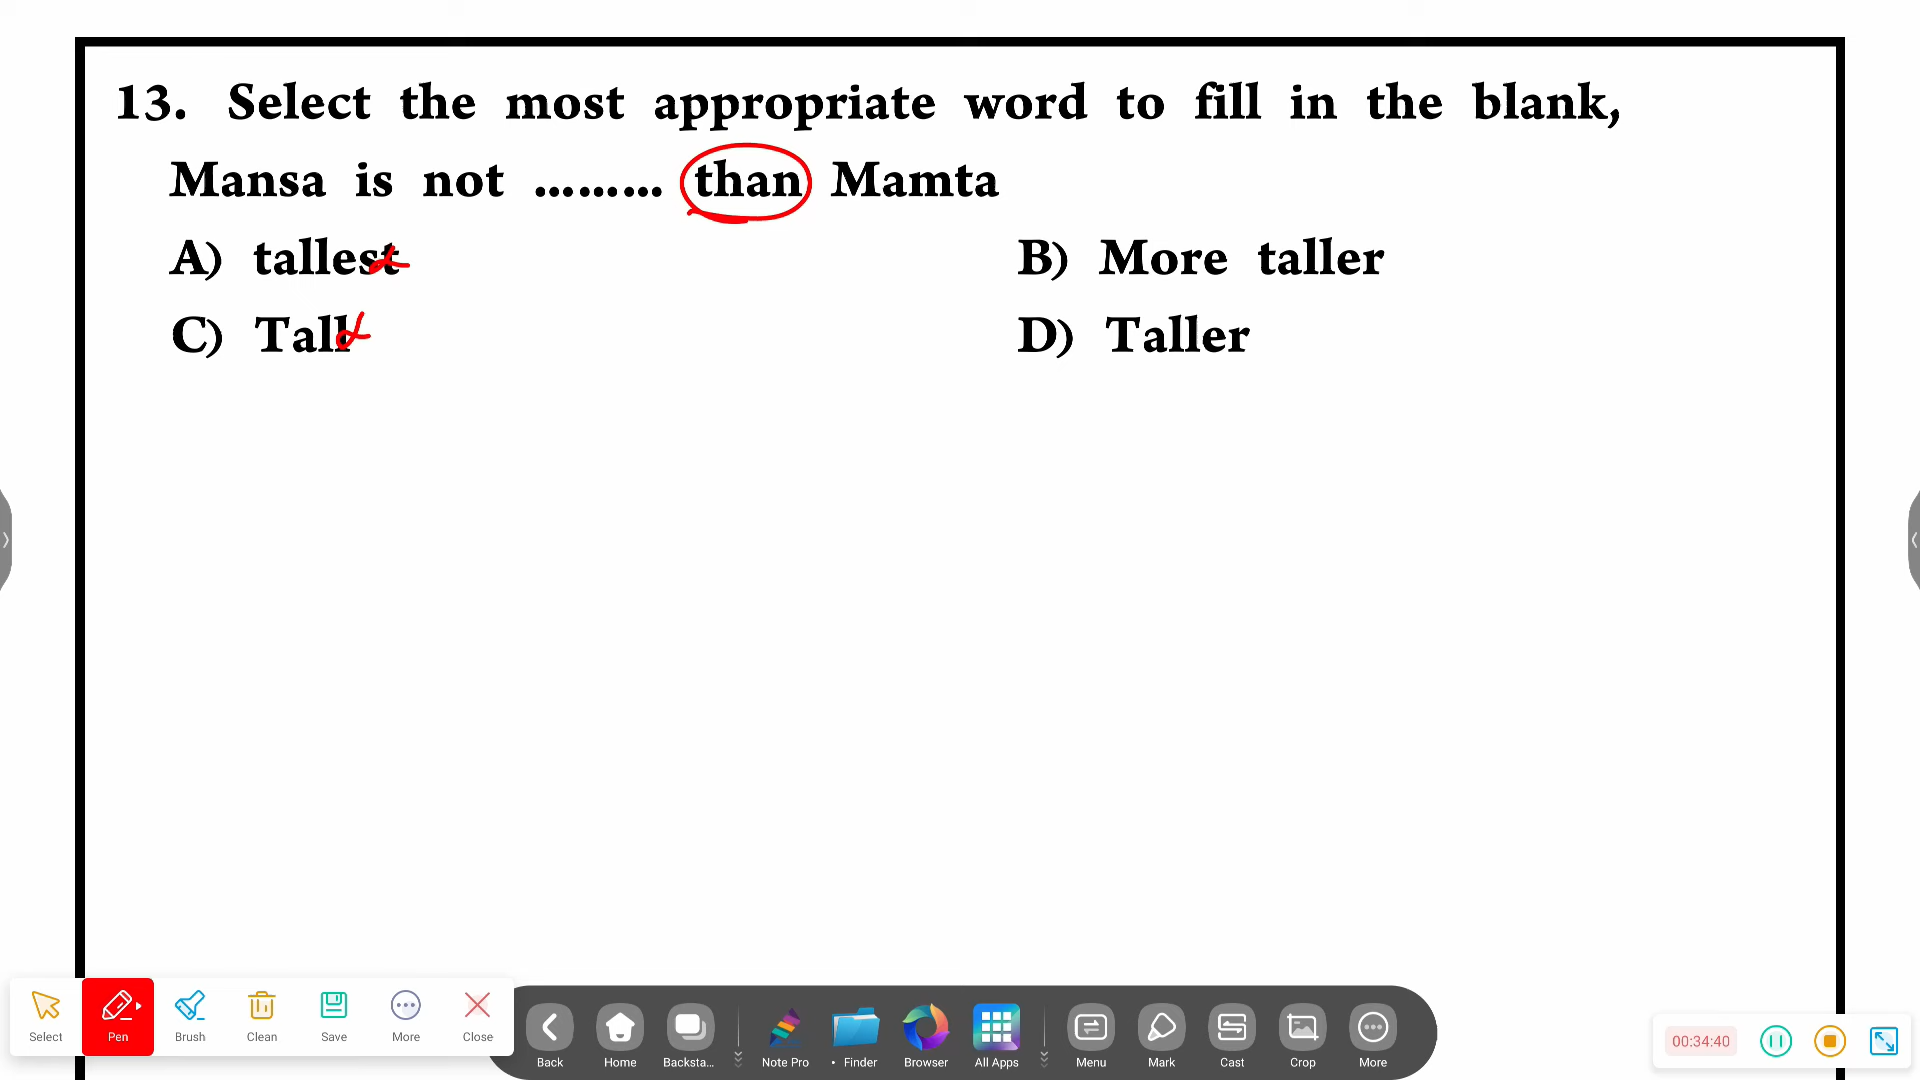 13. Select the most appropriate word to fill in the blank,
Mansa is not ......... than Mamta
A) tallest
B) More taller
C) Tall
D) Taller
Select
Pen
Brush
Clean
Save
More
Close
Back
Home
Backsta...
Note Pro
• Finder
Browser
All Apps
Menu
Mark
Cast
Crop
More
00:34:40